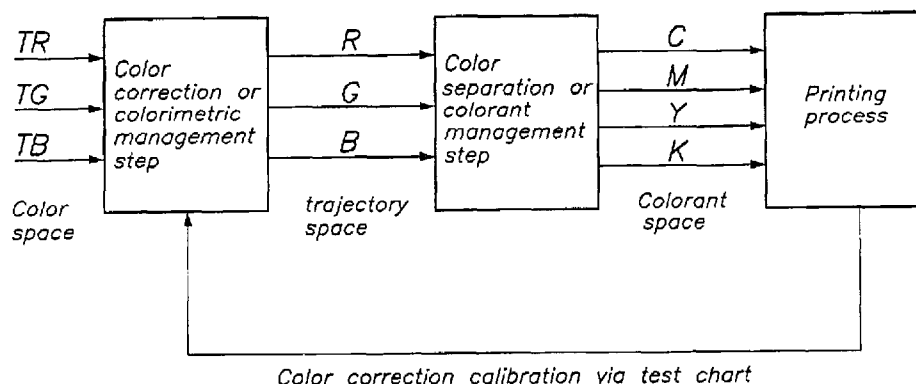 TR
TG
TB
Color
space
Color
correction or
colorimetric
management
step
R
G
B
trajectory
space
Color
separation or
colorant
management
step
C
M
Y
K
Colorant
space
Printing
process
Color correction calibration via test chart